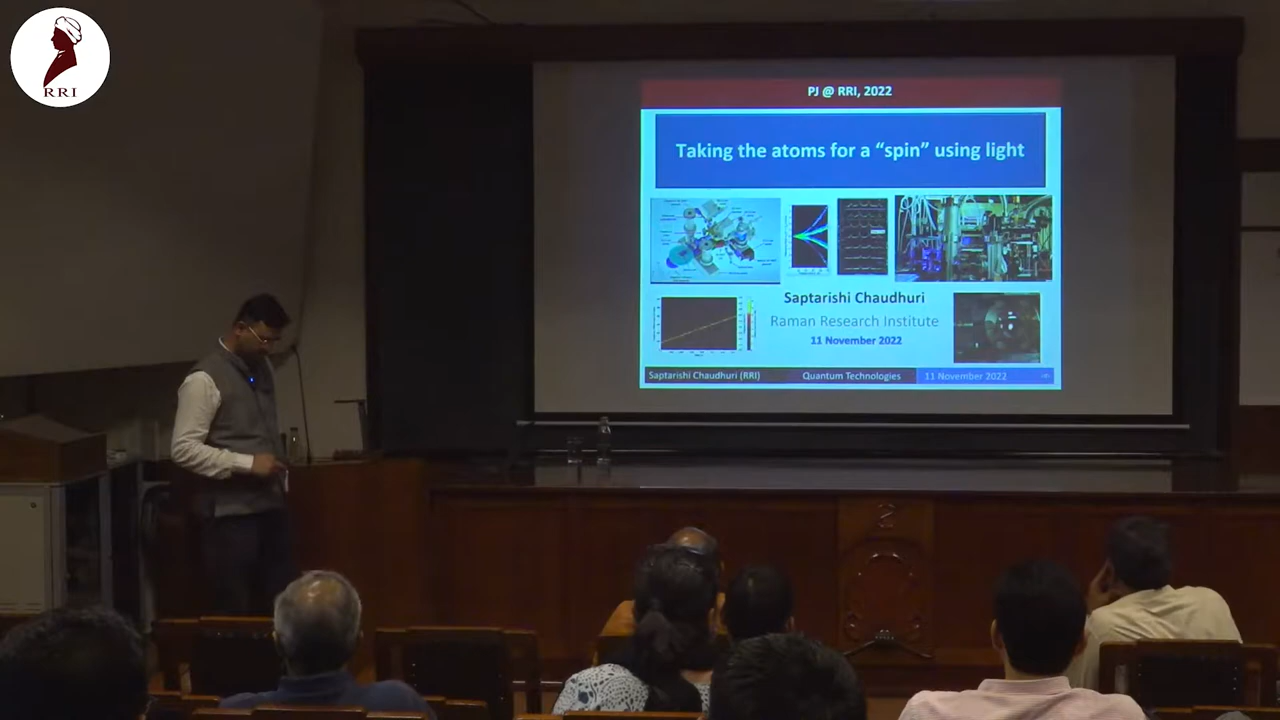 RRI
PJ @ RRI, 2022
Taking the atoms for a “spin” using light
Saptarishi Chaudhuri
Raman Research Institute
11 November 2022
Saptarishi Chaudhuri (RRI) Quantum Technologies 11 November 2022